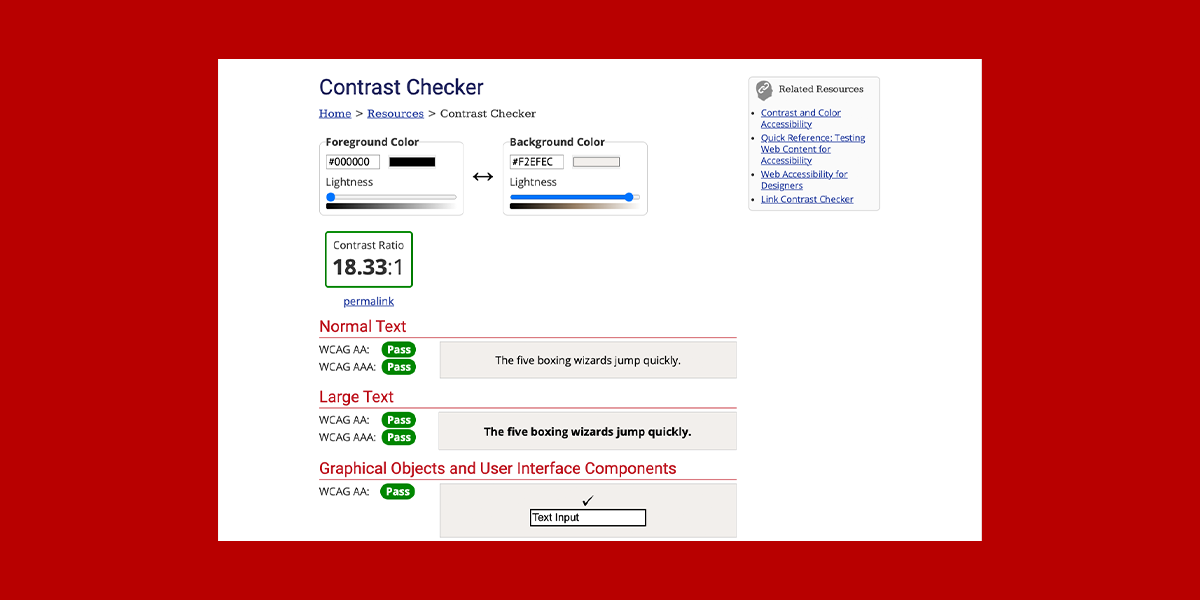 Contrast Checker
Home > Resources > Contrast Checker
Foreground Color
#000000
Lightness
Background Color
#F2EFEC
Lightness
Contrast Ratio
18.33:1
permalink
Normal Text
WCAG AA: Pass
WCAG AAA: Pass
The five boxing wizards jump quickly.
Large Text
WCAG AA: Pass
WCAG AAA: Pass
The five boxing wizards jump quickly.
Graphical Objects and User Interface Components
WCAG AA: Pass
✓
Text Input
Related Resources
• Contrast and Color
Accessibility
• Quick Reference: Testing
Web Content for
Accessibility
• Web Accessibility for
Designers
• Link Contrast Checker